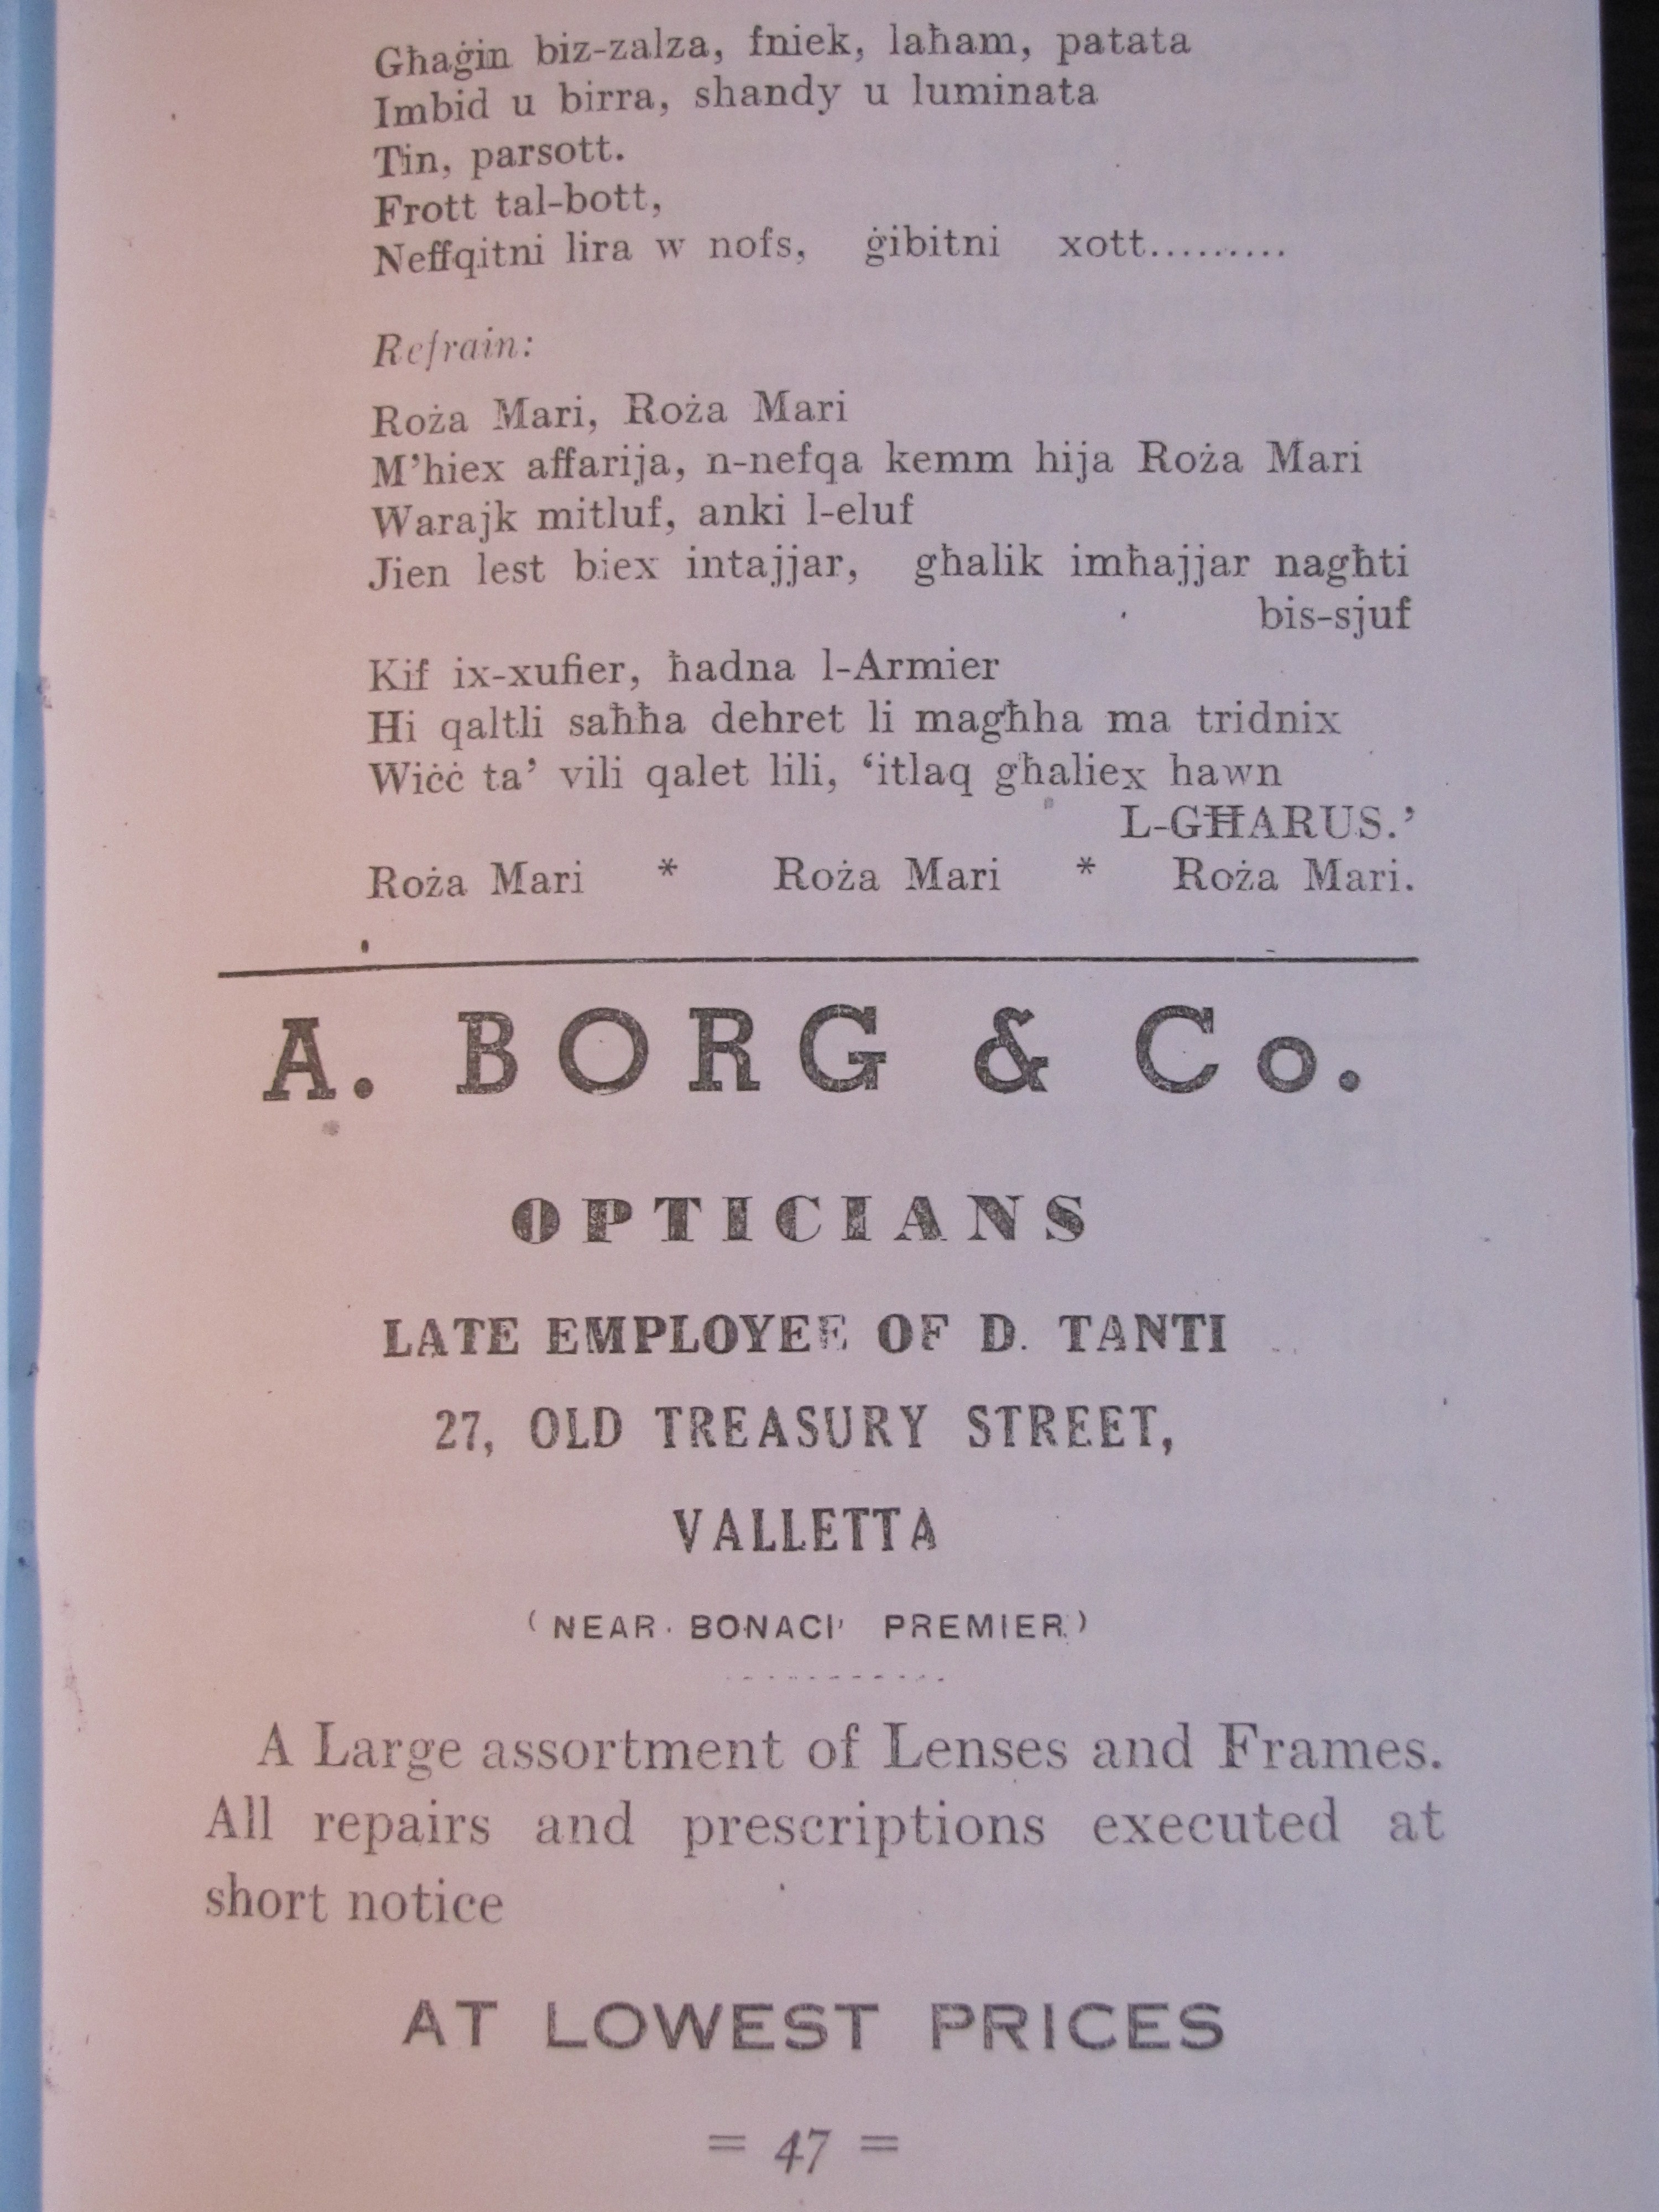 Għaġin biz-zalza, fniek, laħam, patata
Imbid u birra, shandy u luminata
Tin, parsott.
Frott tal-bott,
Neffqitni lira w nofs, ġibitni xott.........
Refrain:
Roża Mari, Roża Mari
M'hiex affarija, n-nefqa kemm hija Roża Mari
Warajk mitluf, anki l-eluf
Jien lest biex intajjar, għalik imħajjar nagħti
bis-sjuf
Kif ix-xufier, ħadna l-Armier
Hi qaltli saħħa dehret li magħha ma tridnix
Wiċċ ta' vili qalet lili, ‘itlaq għaliex hawn
L-GĦARUS.’
Roża Mari * Roża Mari * Roża Mari.
A. BORG & Co.
OPTICIANS
LATE EMPLOYEE OF D. TANTI
27, OLD TREASURY STREET,
VALLETTA
(NEAR BONACI' PREMIER)
A Large assortment of Lenses and Frames.
All repairs and prescriptions executed at
short notice
AT LOWEST PRICES
= 47 =